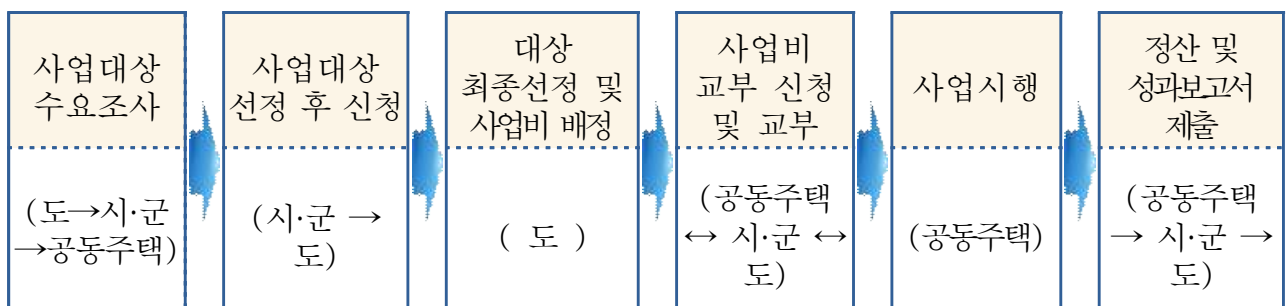 사업대상
수요조사
(도→시·군
→공동주택)
사업대상
선정 후 신청
(시·군 →
도)
대상
최종선정 및
사업비 배정
( 도 )
사업비
교부 신청
및 교부
(공동주택
↔ 시·군 ↔
도)
사업시행
(공동주택)
정산 및
성과보고서
제출
(공동주택
→ 시·군 →
도)